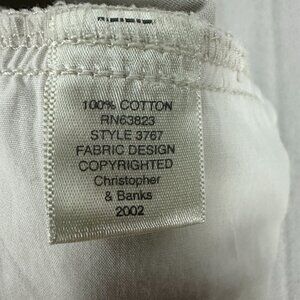 100% COTTON
RN63823
STYLE 3767
FABRIC DESIGN
COPYRIGHTED
Christopher
& Banks
2002